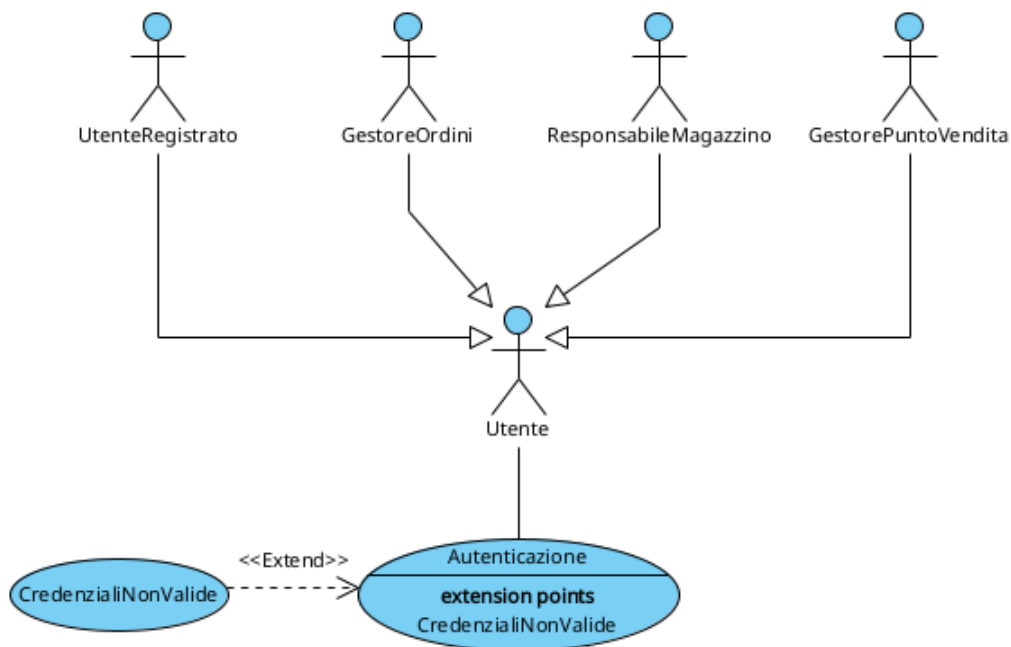 UtenteRegistrato
GestoreOrdini
ResponsabileMagazzino
GestorePuntoVendita
Utente
<<Extend>>
CredenzialiNonValide
Autenticazione
extension points
CredenzialiNonValide